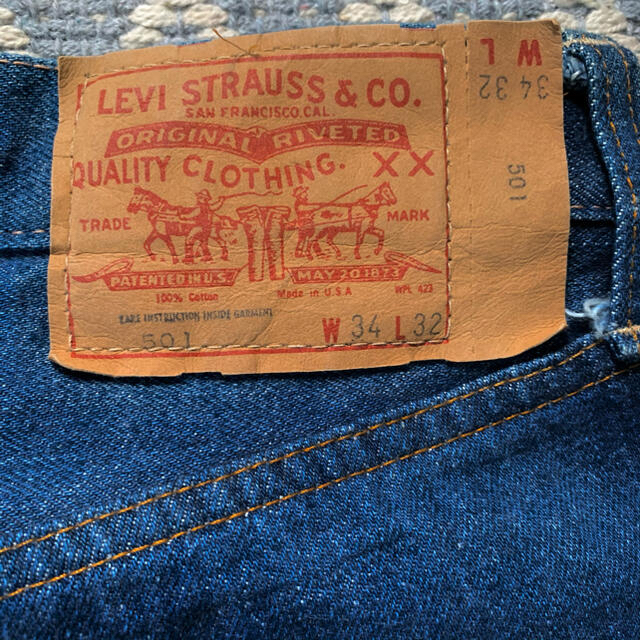 LEVI STRAUSS & CO.
SAN FRANCISCO, CAL.
ORIGINAL RIVETED
QUALITY CLOTHING. XX
TRADE MARK
PATENTED IN U.S. MAY 20 1873
100% Cotton Made in U S A WPL 423
CARE INSTRUCTION INSIDE GARMENT
501 W 34 L 32
W L
34 32
501